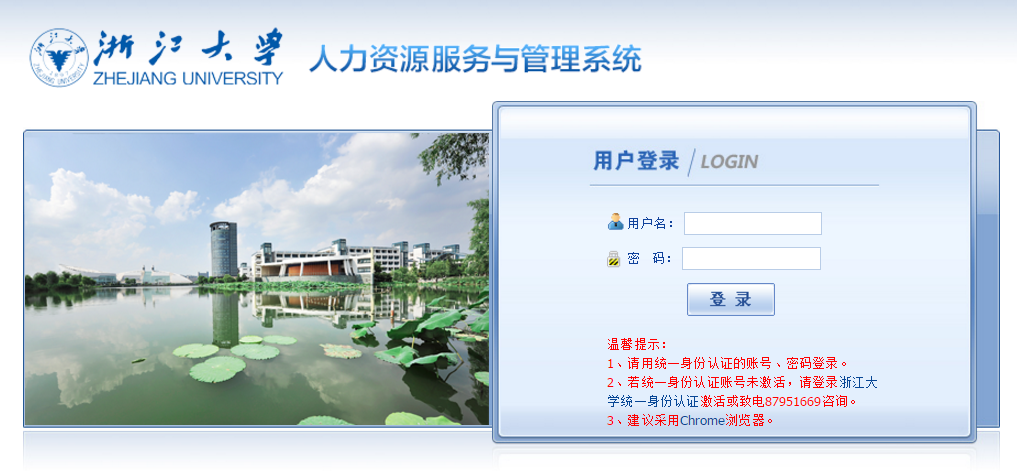 浙江大学
ZHEJIANG UNIVERSITY
人力资源服务与管理系统
用户登录 / LOGIN
用户名：
密 码：
登 录
温馨提示：
1、请用统一身份认证的账号、密码登录。
2、若统一身份认证账号未激活，请登录浙江大
学统一身份认证激活或致电87951669咨询。
3、建议采用Chrome浏览器。